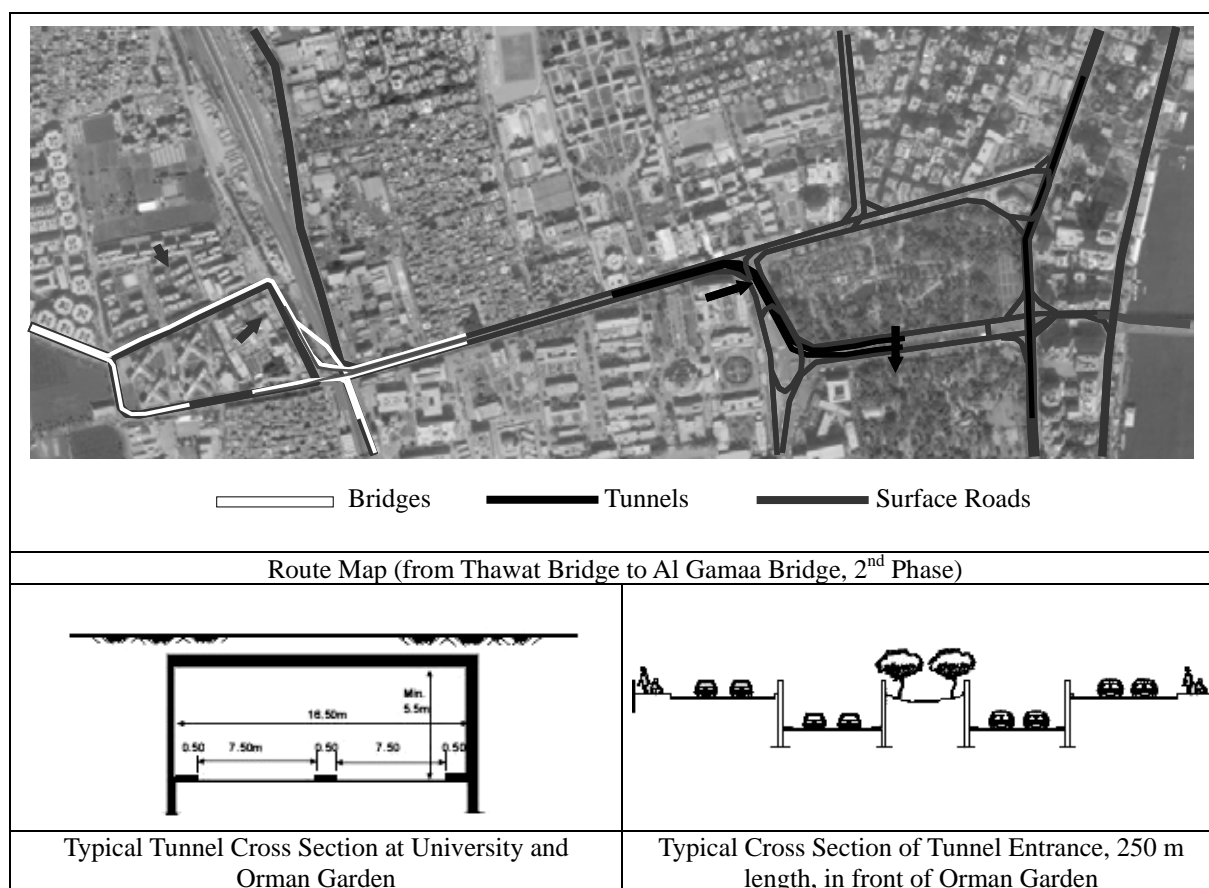 Bridges Tunnels Surface Roads
Route Map (from Thawat Bridge to Al Gamaa Bridge, 2nd Phase)
Min.
5.5m
16.50m
0.50 7.50m 0.50 7.50 0.50
Typical Tunnel Cross Section at University and
Orman Garden
Typical Cross Section of Tunnel Entrance, 250 m
length, in front of Orman Garden